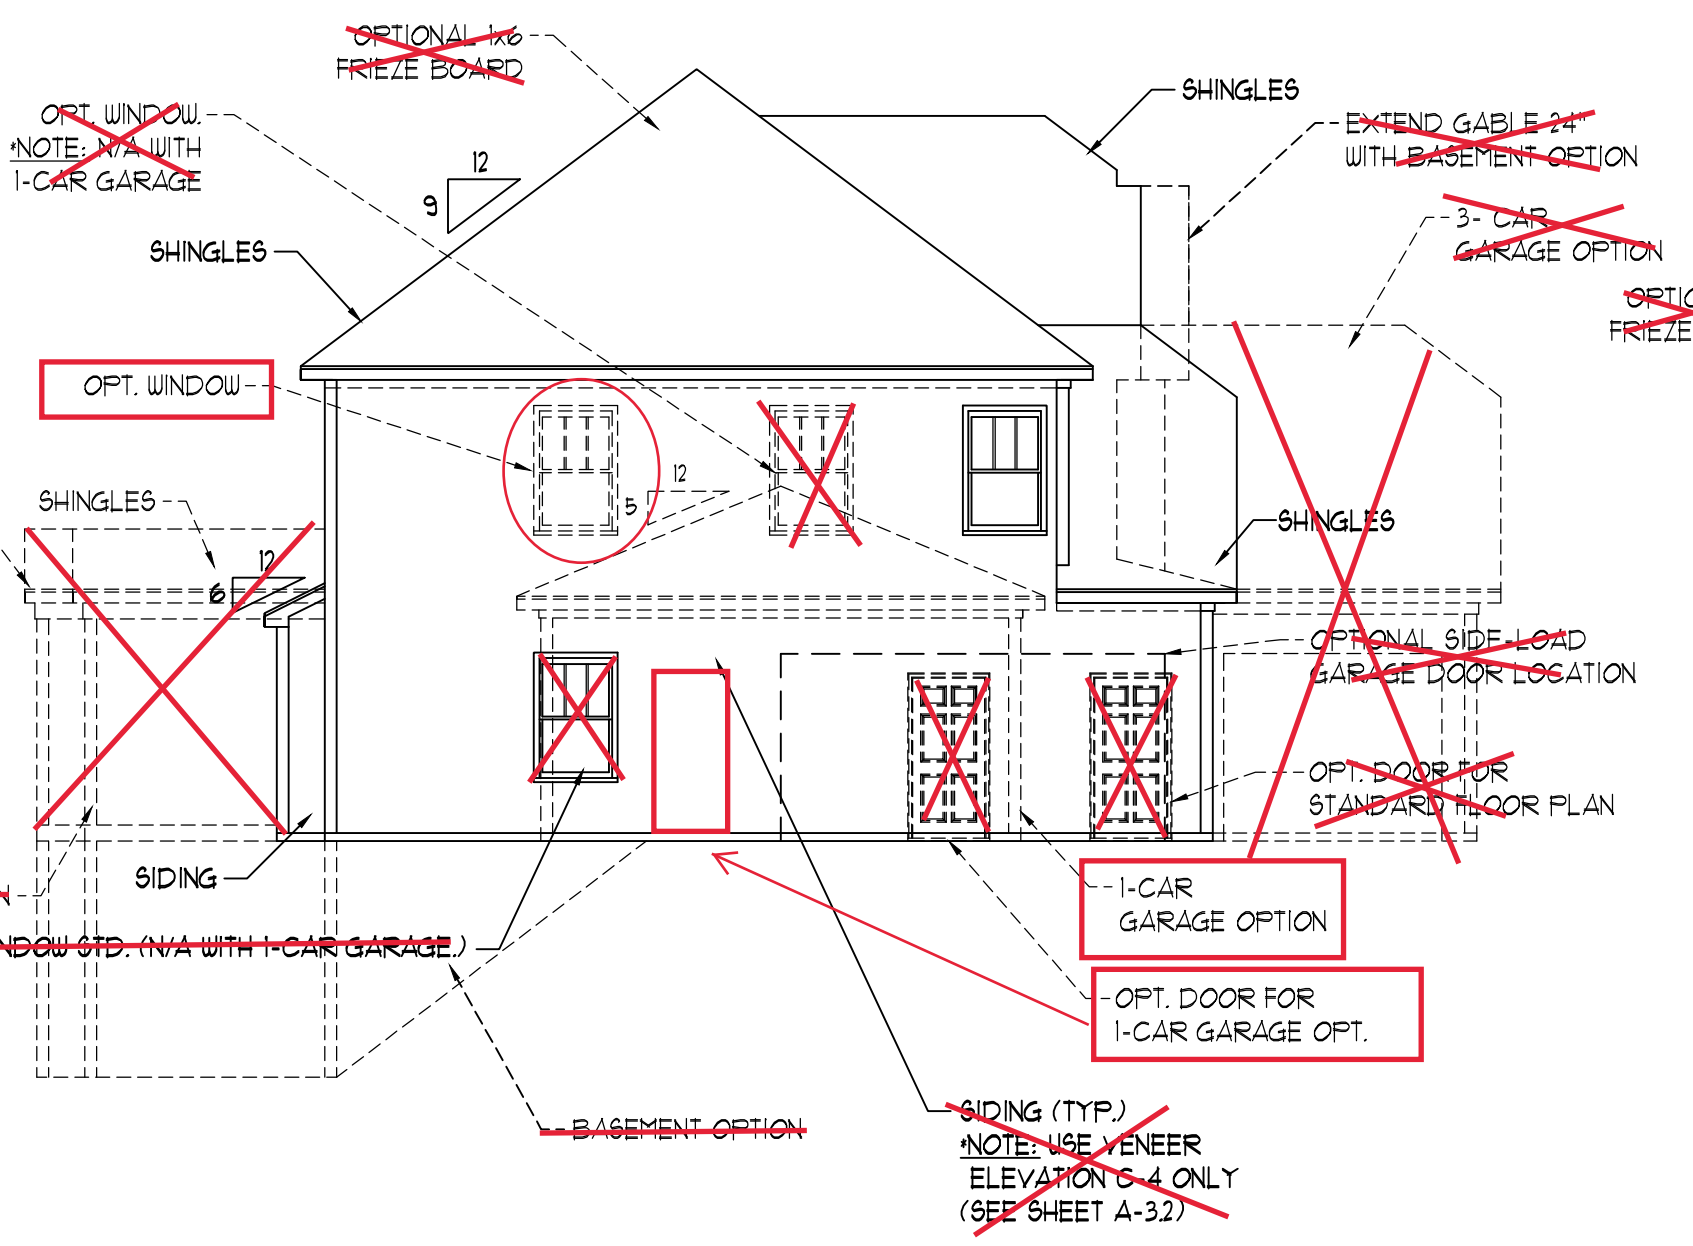 OPTIONAL 1x6
FRIEZE BOARD
SHINGLES
OPT. WINDOW.
*NOTE: N/A WITH
1-CAR GARAGE
EXTEND GABLE 24"
WITH BASEMENT OPTION
12
9
3- CAR
GARAGE OPTION
SHINGLES
FRIEZE
OPT. WINDOW
12
5
SHINGLES
SHINGLES
12
6
OPTIONAL SIDE-LOAD
GARAGE DOOR LOCATION
OPT. DOOR FOR
STANDARD FLOOR PLAN
SIDING
1-CAR
GARAGE OPTION
STD. (N/A WITH 1-CAR GARAGE.)
OPT. DOOR FOR
1-CAR GARAGE OPT.
BASEMENT OPTION
SIDING (TYP.)
*NOTE: USE VENEER
ELEVATION C-4 ONLY
(SEE SHEET A-3.2)